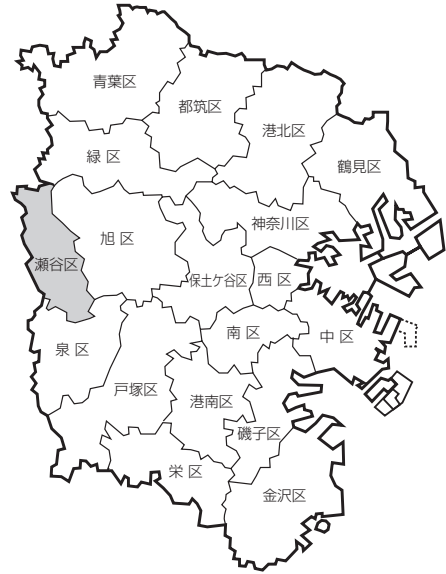 青葉区
都筑区
港北区
緑 区
鶴見区
神奈川区
旭 区
瀬谷区
保土ケ谷区
西 区
泉 区
南 区
中 区
戸塚区
港南区
磯子区
栄 区
金沢区